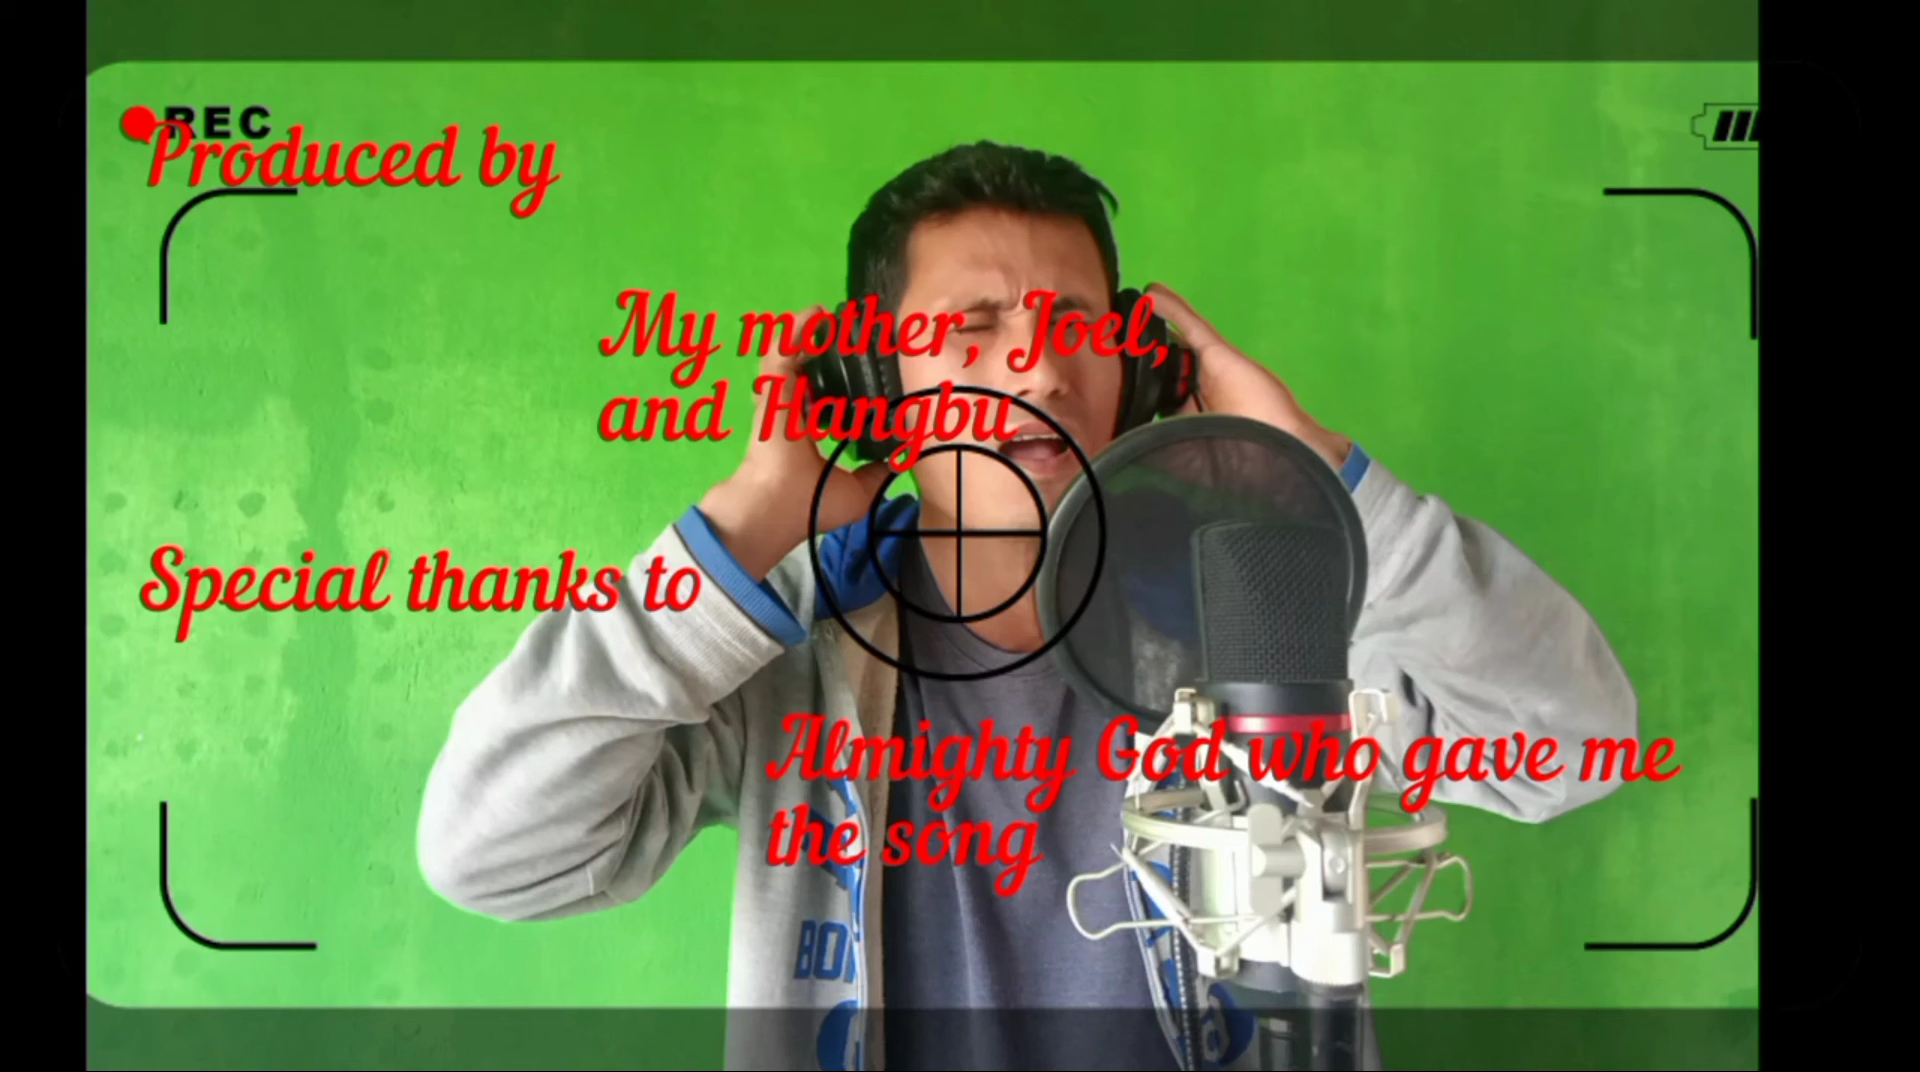 REC
Produced by
My mother, Joel,
and Hangbu
Special thanks to
Almighty God who gave me
the song